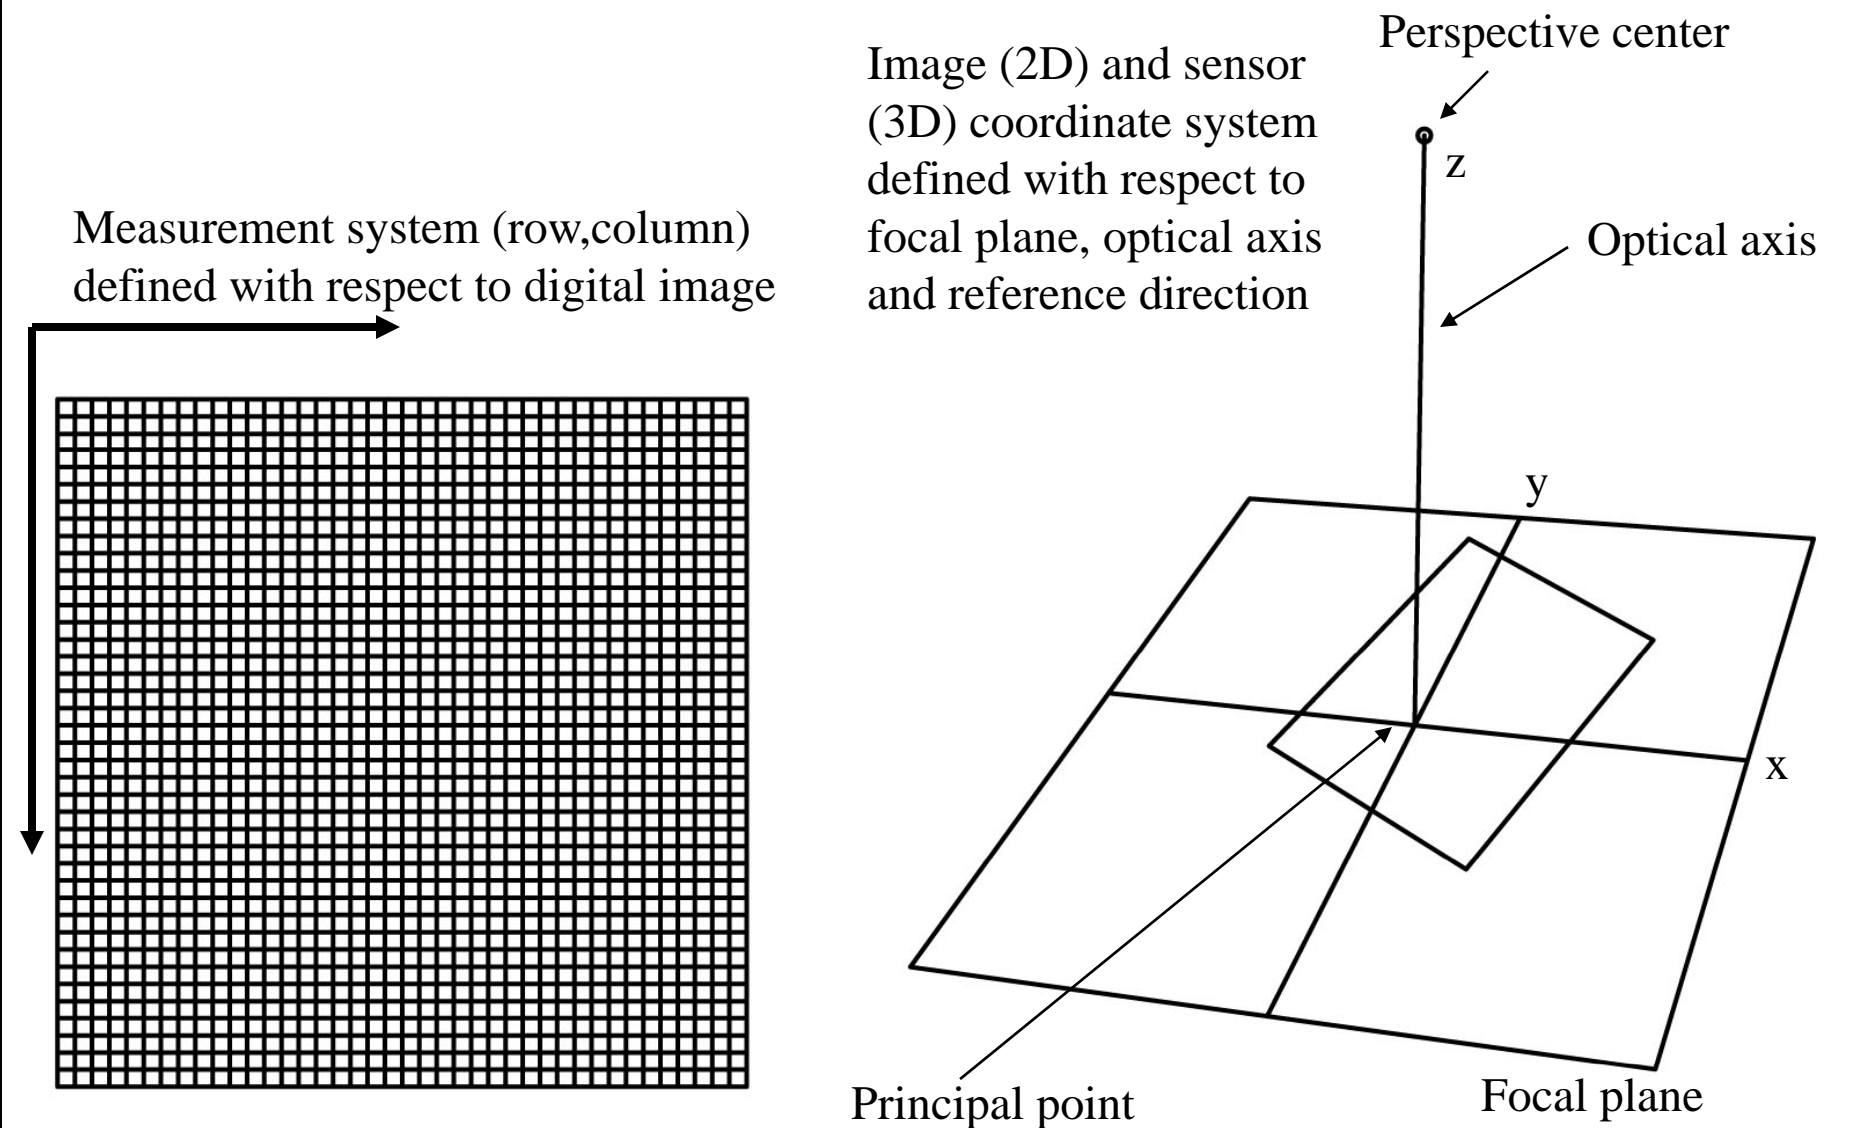 Measurement system (row,column)
defined with respect to digital image
Image (2D) and sensor
(3D) coordinate system
defined with respect to
focal plane, optical axis
and reference direction
Perspective center
z
Optical axis
y
x
Principal point
Focal plane